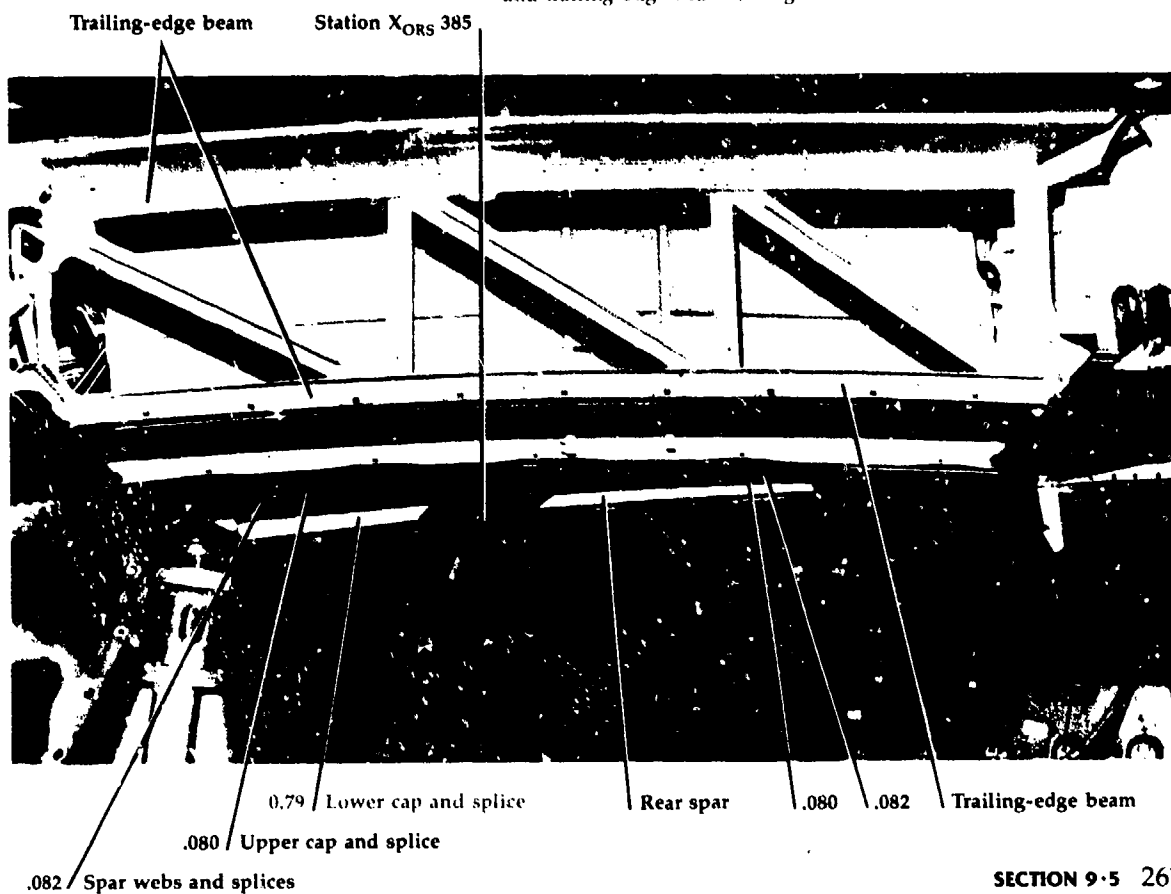 Trailing-edge beam
Station X_ORS 385
0.79 / Lower cap and splice
Rear spar
.080
.082
Trailing-edge beam
.080 / Upper cap and splice
.082 / Spar webs and splices
SECTION 9·5 26